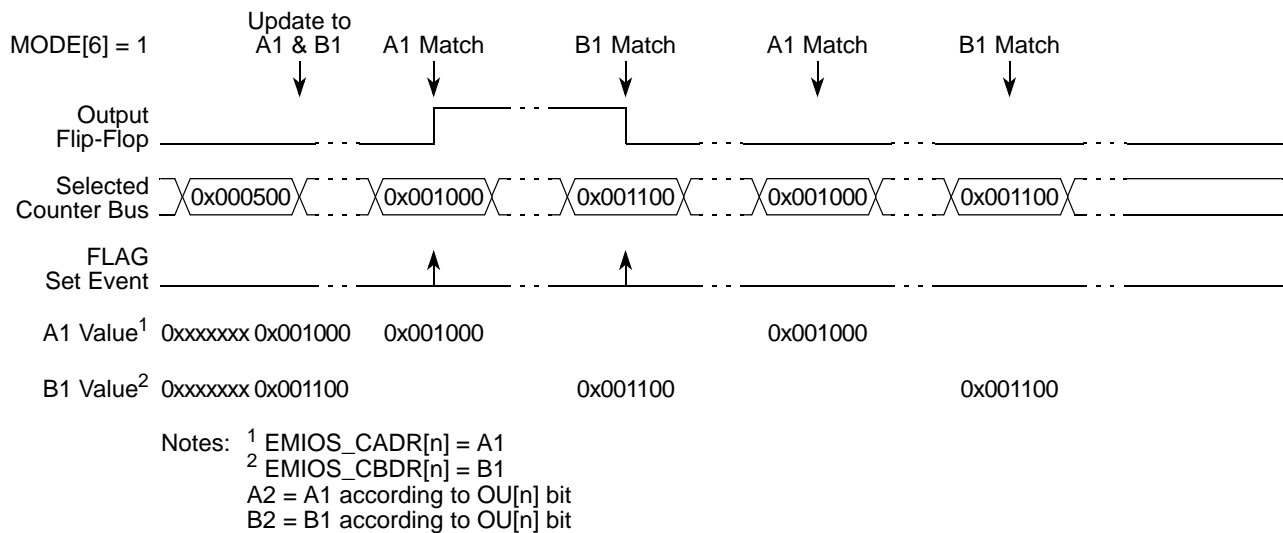 Update to
MODE[6] = 1 A1 & B1 A1 Match B1 Match A1 Match B1 Match
Output
Flip-Flop
Selected
Counter Bus 0x000500 0x001000 0x001100 0x001000 0x001100
FLAG
Set Event
A1 Value1 0xxxxxxx 0x001000 0x001000 0x001000
B1 Value2 0xxxxxxx 0x001100 0x001100 0x001100
Notes: 1 EMIOS_CADR[n] = A1
2 EMIOS_CBDR[n] = B1
A2 = A1 according to OU[n] bit
B2 = B1 according to OU[n] bit